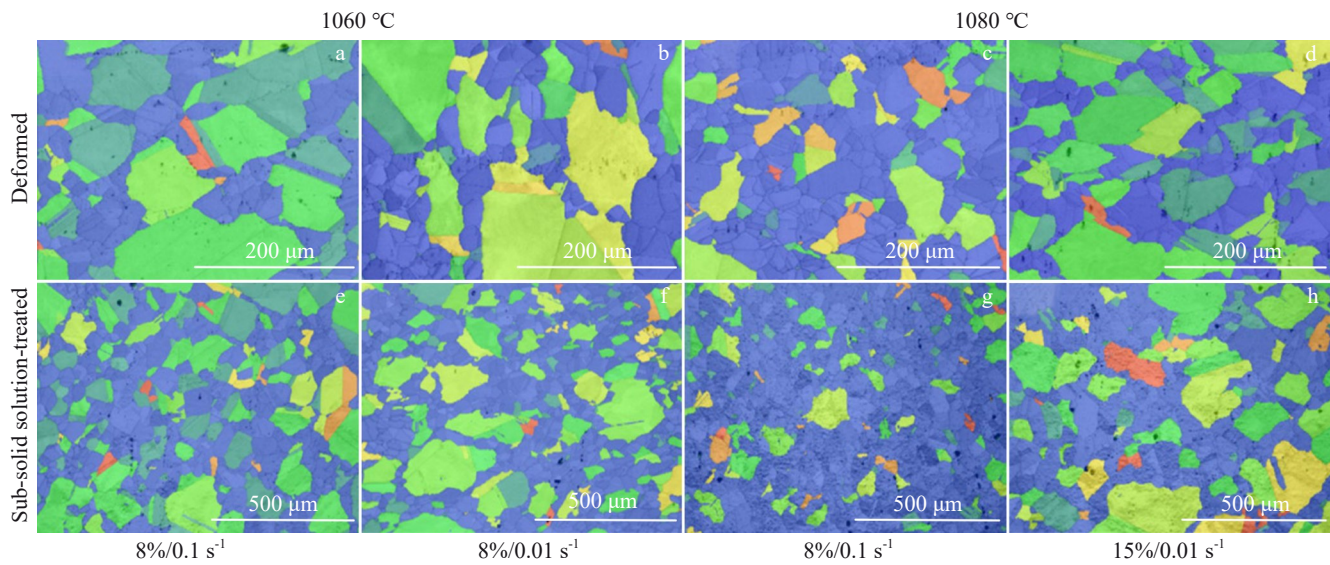 1060 °C
1080 °C
Deformed
a
b
c
d
200 μm
200 μm
200 μm
200 μm
Sub-solid solution-treated
e
f
g
h
500 μm
500 μm
500 μm
500 μm
8%/0.1 s⁻¹
8%/0.01 s⁻¹
8%/0.1 s⁻¹
15%/0.01 s⁻¹